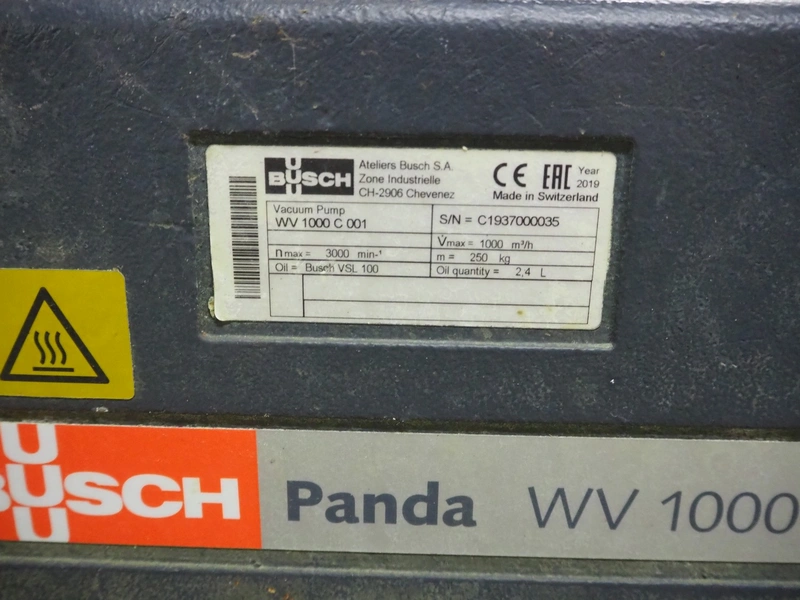 BUSCH
Ateliers Busch S.A.
Zone Industrielle
CH-2906 Chevenez
CE EAC Year
2019
Made in Switzerland
Vacuum Pump
WV 1000 C 001
S/N = C1937000035
V̇max = 1000 m³/h
nmax = 3000 min-¹
m = 250 kg
Oil = Busch VSL 100
Oil quantity = 2,4 L
BUSCH Panda WV 1000